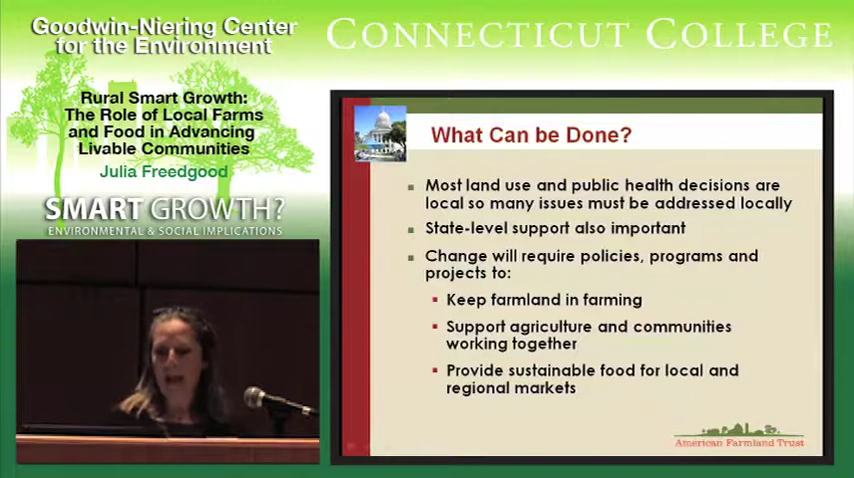 Goodwin-Niering Center
for the Environment
CONNECTICUT COLLEGE
Rural Smart Growth:
The Role of Local Farms
and Food in Advancing
Livable Communities
Julia Freedgood
SMART GROWTH?
ENVIRONMENTAL & SOCIAL IMPLICATIONS
What Can be Done?
Most land use and public health decisions are
local so many issues must be addressed locally
State-level support also important
Change will require policies, programs and
projects to:
Keep farmland in farming
Support agriculture and communities
working together
Provide sustainable food for local and
regional markets
American Farmland Trust